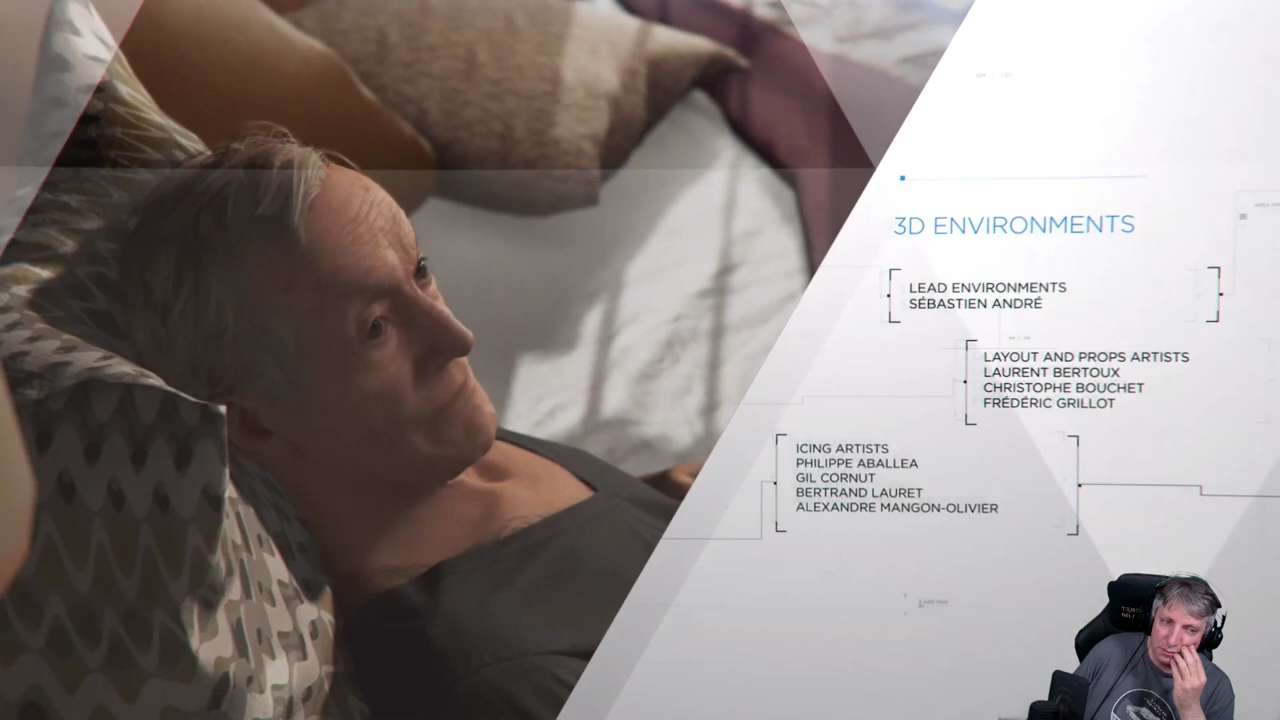 3D ENVIRONMENTS
LEAD ENVIRONMENTS
SÉBASTIEN ANDRÉ
LAYOUT AND PROPS ARTISTS
LAURENT BERTOUX
CHRISTOPHE BOUCHET
FRÉDÉRIC GRILLOT
ICING ARTISTS
PHILIPPE ABALLEA
GIL CORNUT
BERTRAND LAURET
ALEXANDRE MANGON-OLIVIER